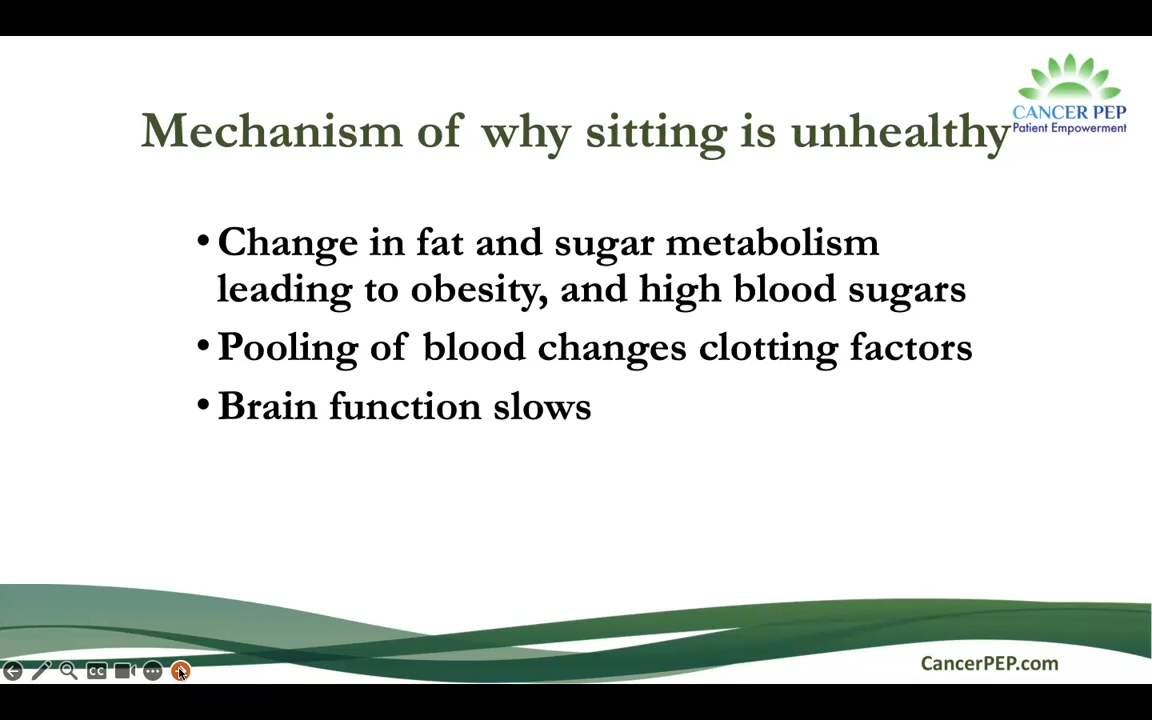 Mechanism of why sitting is unhealthy
CANCER PEP
Patient Empowerment
• Change in fat and sugar metabolism
leading to obesity, and high blood sugars
• Pooling of blood changes clotting factors
• Brain function slows
CC
CancerPEP.com